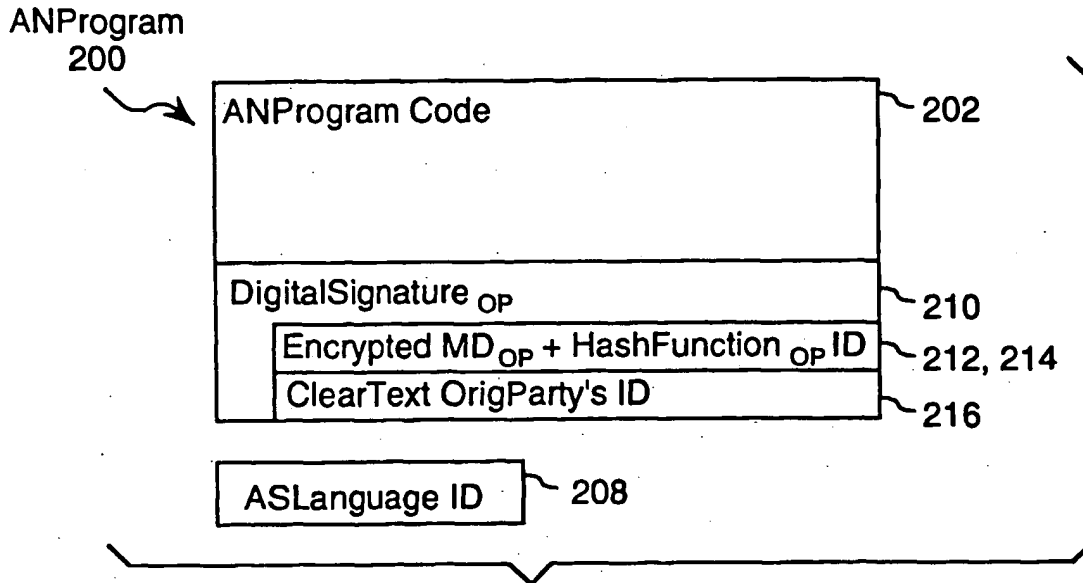 ANProgram
200
ANProgram Code
202
DigitalSignature OP
210
Encrypted MD OP + HashFunction OP ID
212, 214
ClearText OrigParty's ID
216
ASLanguage ID
208